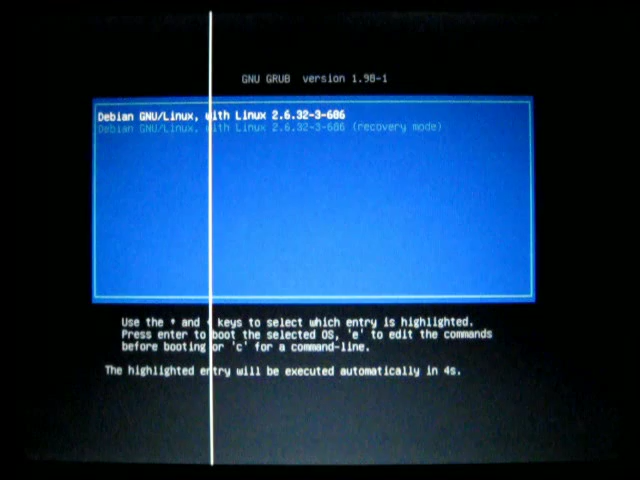 GNU GRUB version 1.98-1
Debian GNU/Linux, with Linux 2.6.32-3-686
Debian GNU/Linux, with Linux 2.6.32-3-686 (recovery mode)
Use the ↑ and ↓ keys to select which entry is highlighted.
Press enter to boot the selected OS, 'e' to edit the commands
before booting or 'c' for a command-line.
The highlighted entry will be executed automatically in 4s.